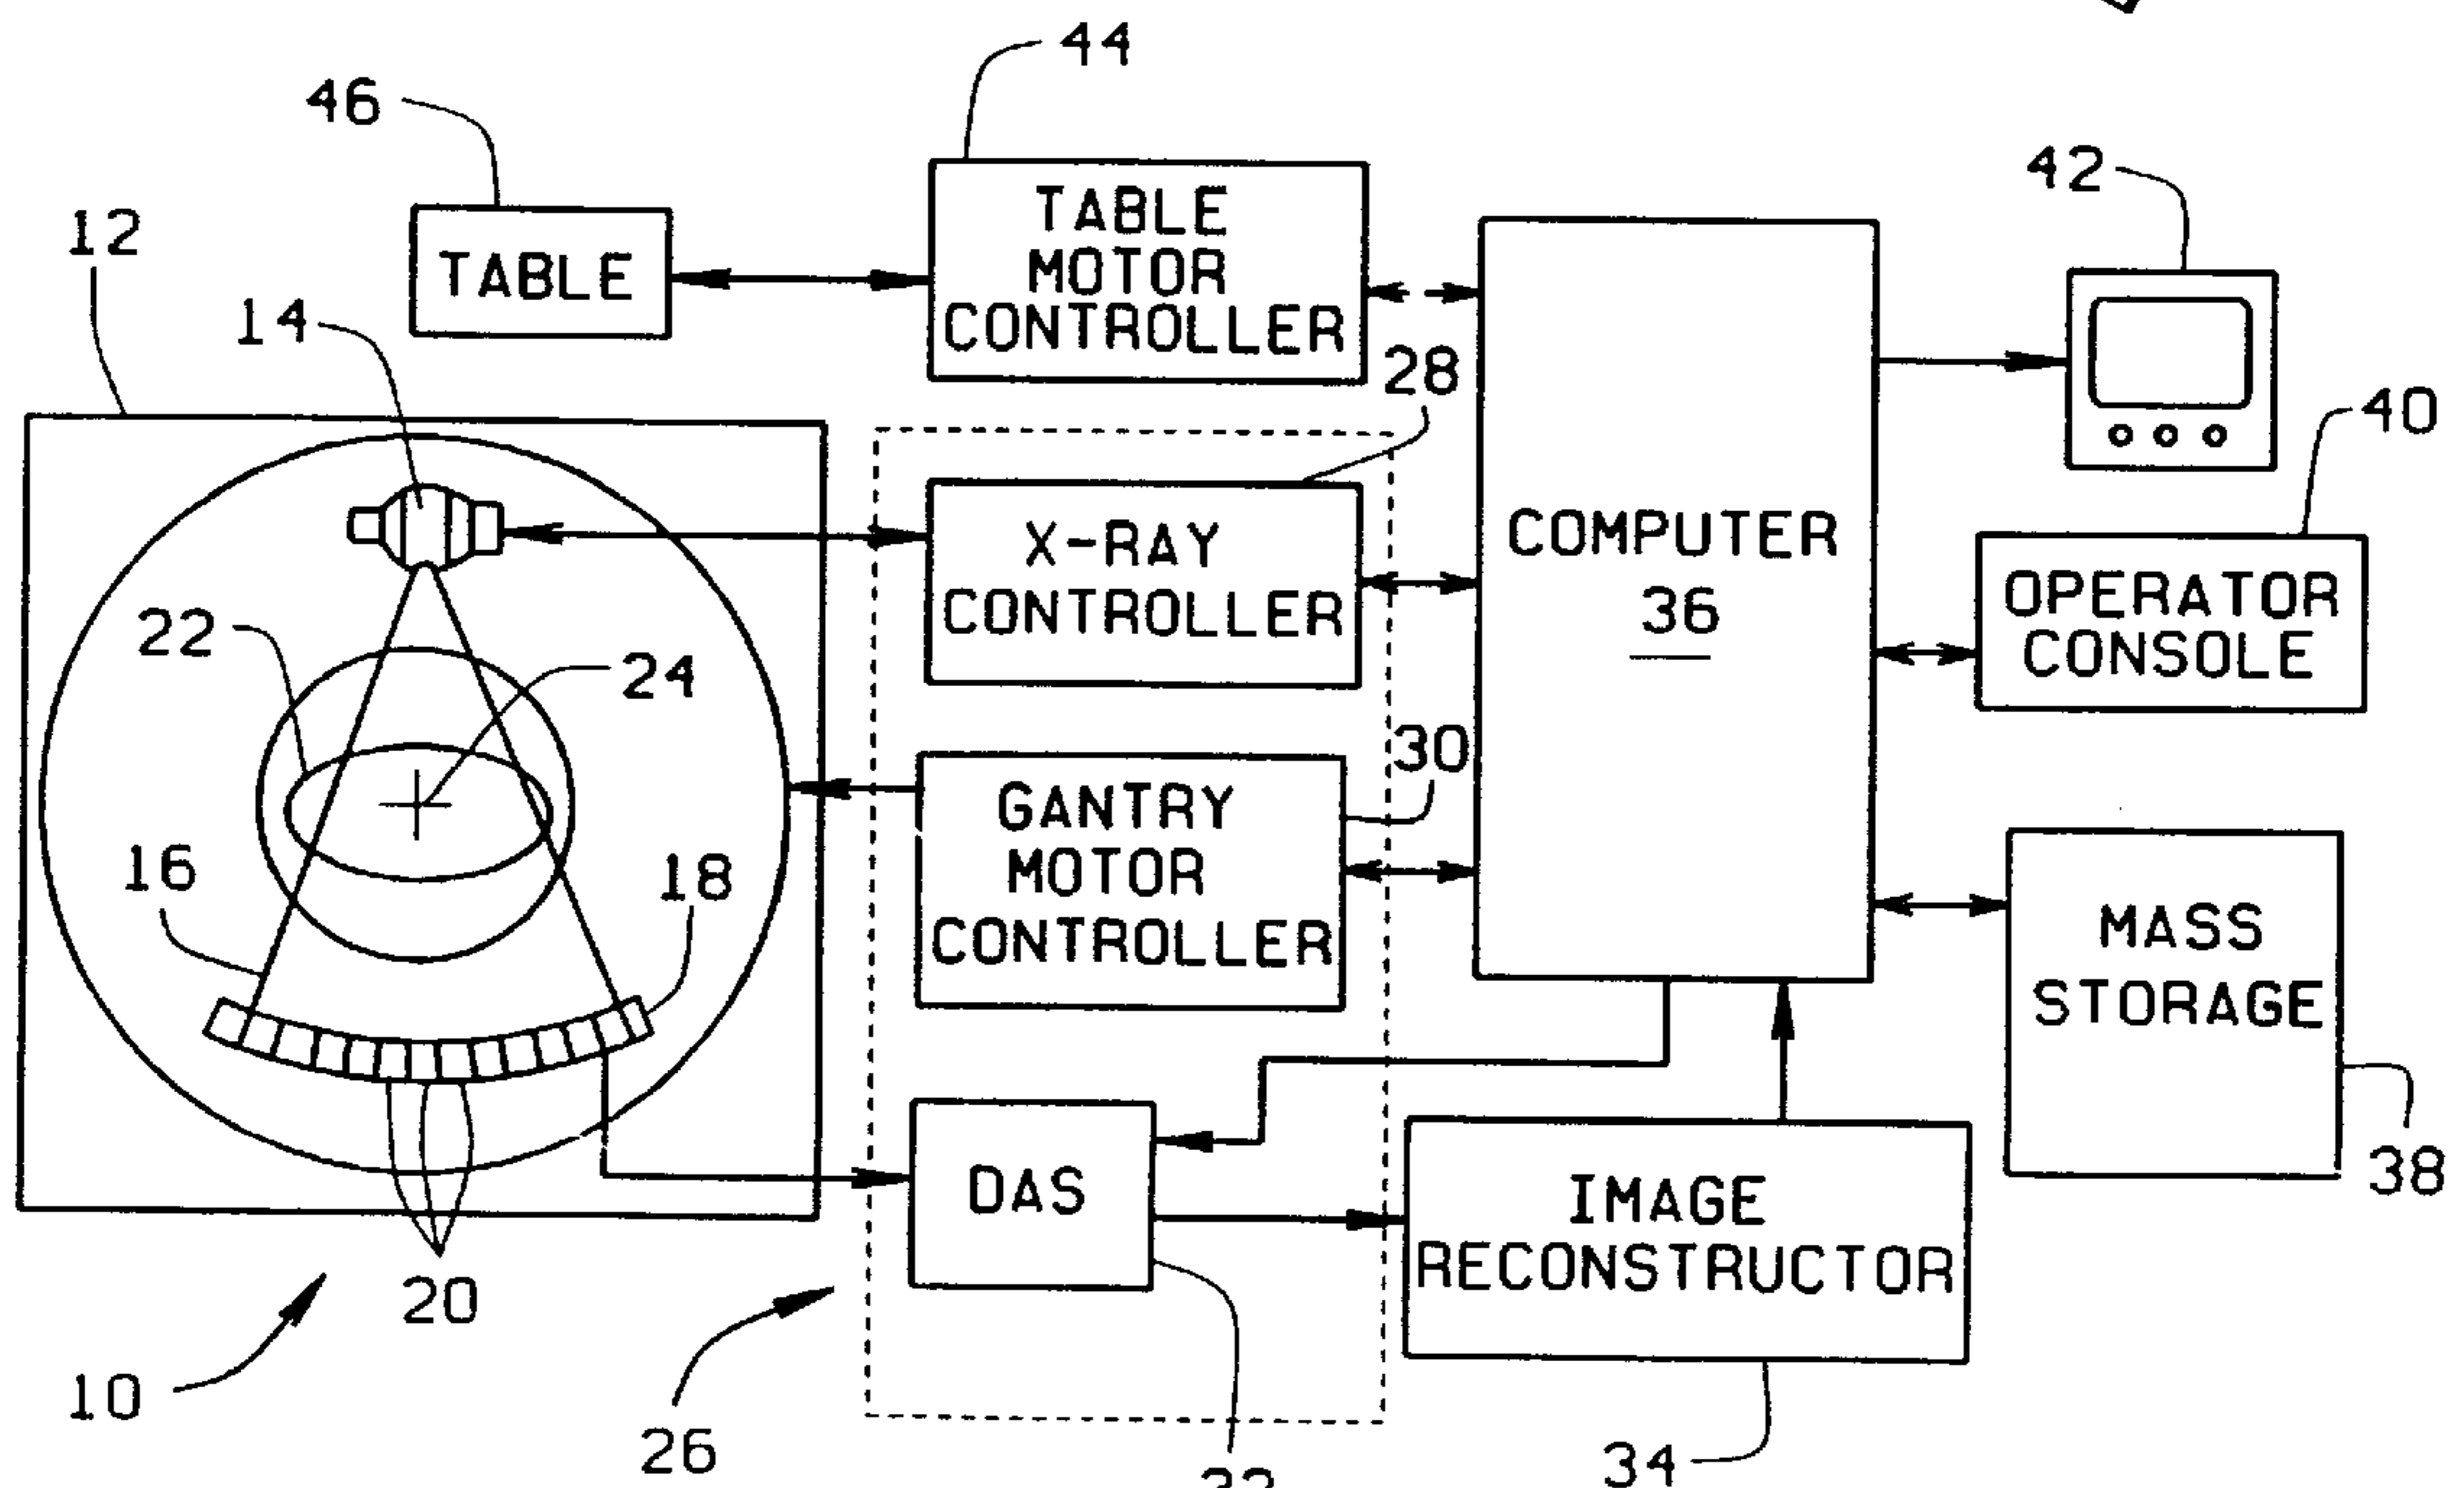 44
46
42
12
TABLE
MOTOR
CONTROLLER
TABLE
14
28
40
X-RAY
CONTROLLER
COMPUTER
36
OPERATOR
CONSOLE
22
24
30
GANTRY
MOTOR
CONTROLLER
16
18
MASS
STORAGE
DAS
IMAGE
RECONSTRUCTOR
38
20
10
26
34